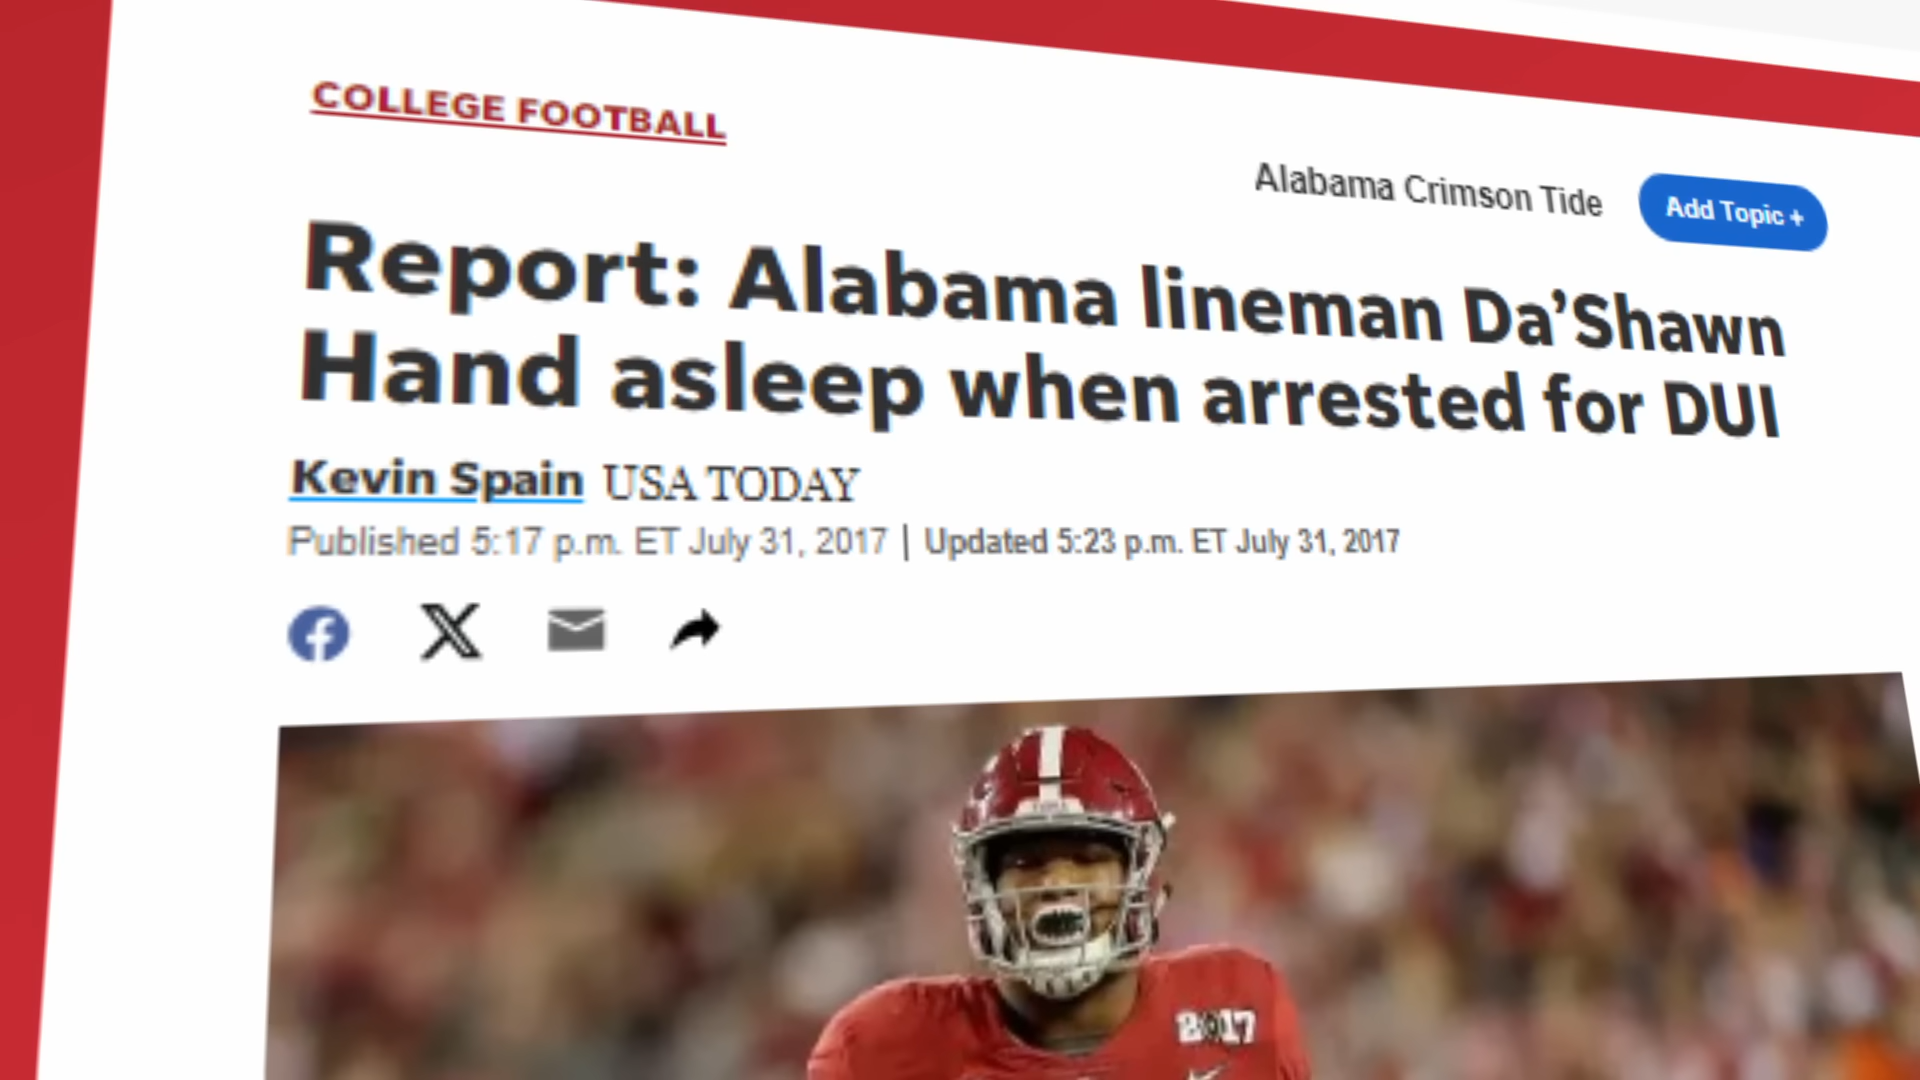 COLLEGE FOOTBALL
Alabama Crimson Tide Add Topic +
Report: Alabama lineman Da’Shawn
Hand asleep when arrested for DUI
Kevin Spain USA TODAY
Published 5:17 p.m. ET July 31, 2017 | Updated 5:23 p.m. ET July 31, 2017
2017